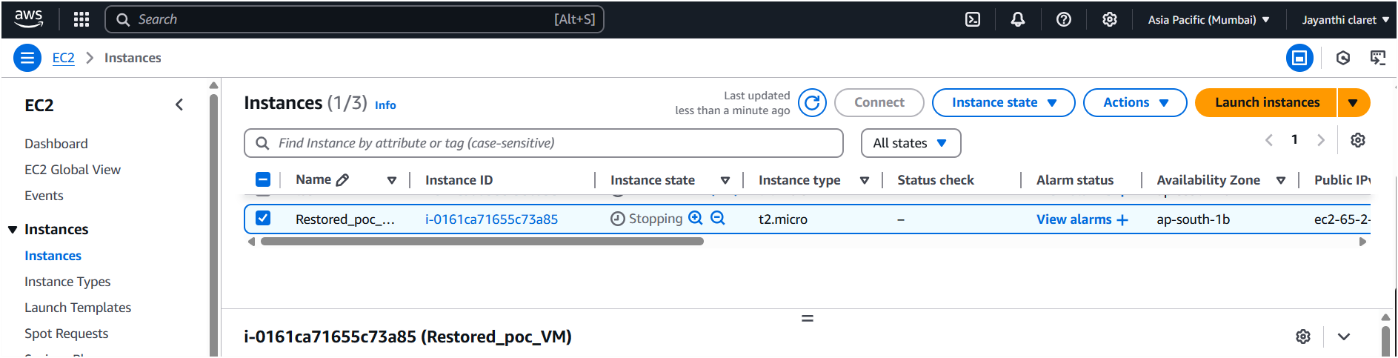 aws Search [Alt+S] Asia Pacific (Mumbai) Jayanthi claret
EC2 Instances
EC2
Dashboard
EC2 Global View
Events
Instances
Instances
Instance Types
Launch Templates
Spot Requests
Instances (1/3) Info
Last updated
less than a minute ago
Connect Instance state Actions Launch instances
Find Instance by attribute or tag (case-sensitive) All states 1
Name Instance ID Instance state Instance type Status check Alarm status Availability Zone Public IPv
Restored_poc_... i-0161ca71655c73a85 Stopping t2.micro – View alarms + ap-south-1b ec2-65-2-
i-0161ca71655c73a85 (Restored_poc_VM)